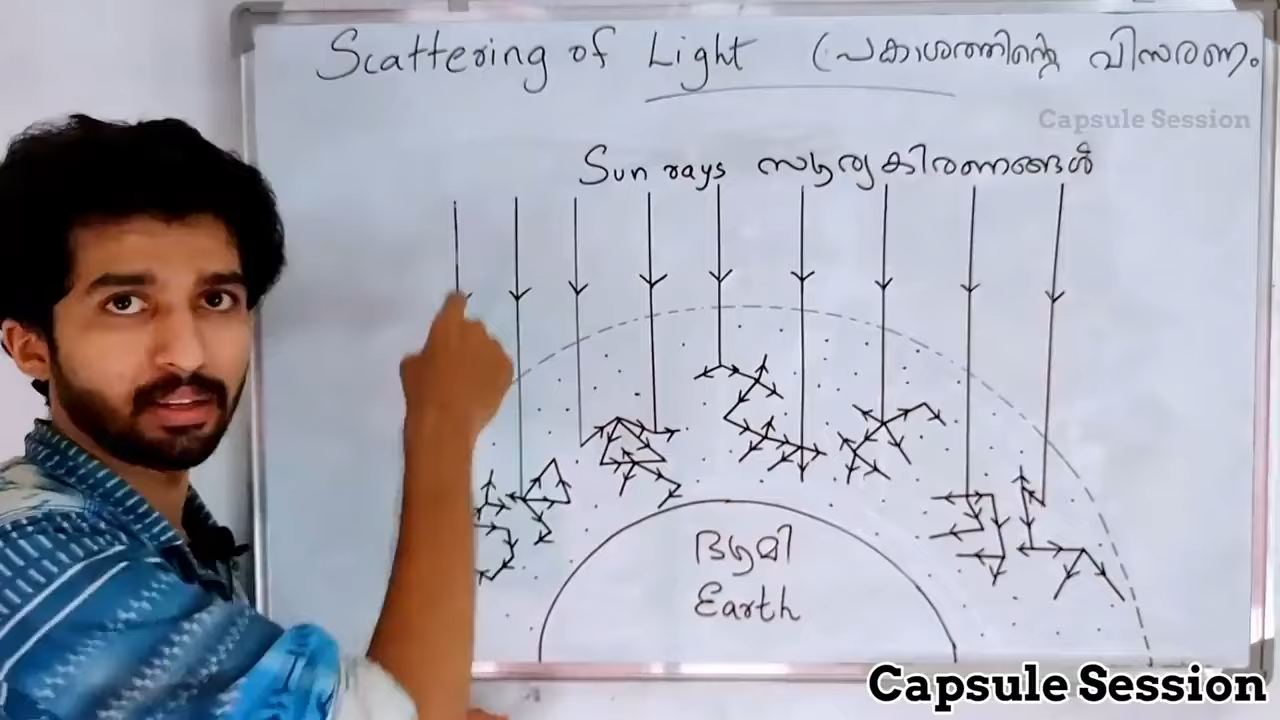 Scattering of Light (പ്രകാശത്തിന്റെ വിസരണം
Capsule Session
Sun rays സൂര്യകിരണങ്ങൾ
ഭൂമി
Earth
Capsule Session